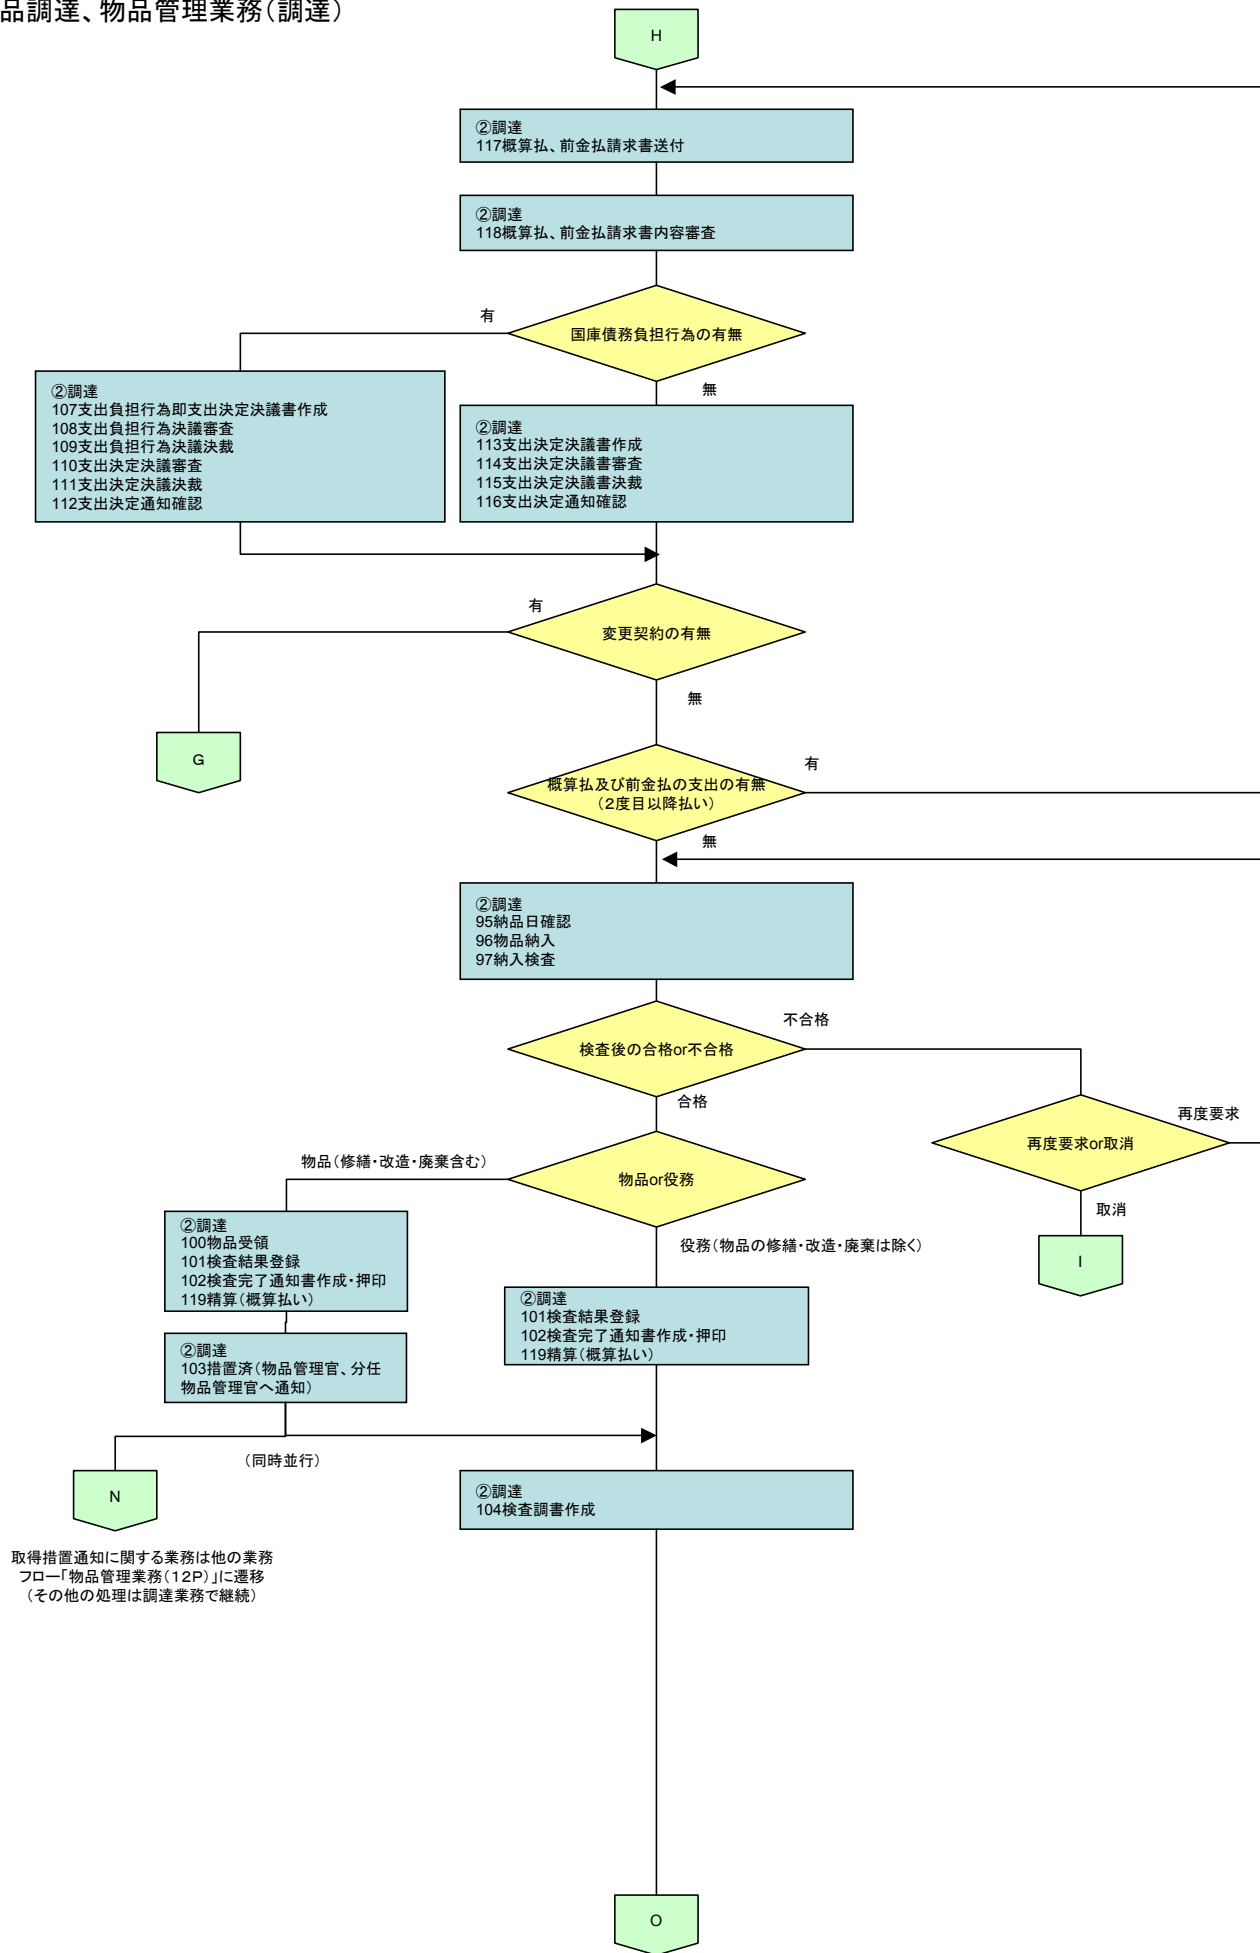 品調達、物品管理業務（調達）
H
②調達
117概算払、前金払請求書送付
②調達
118概算払、前金払請求書内容審査
有
国庫債務負担行為の有無
無
②調達
107支出負担行為即支出決定決議書作成
108支出負担行為決議審査
109支出負担行為決議決裁
110支出決定決議審査
111支出決定決議決裁
112支出決定通知確認
②調達
113支出決定決議書作成
114支出決定決議書審査
115支出決定決議書決裁
116支出決定通知確認
有
変更契約の有無
無
G
概算払及び前金払の支出の有無
（2度目以降払い）
有
無
②調達
95納品日確認
96物品納入
97納入検査
不合格
検査後の合格or不合格
合格
再度要求
再度要求or取消
取消
I
物品（修繕・改造・廃棄含む）
物品or役務
役務（物品の修繕・改造・廃棄は除く）
②調達
100物品受領
101検査結果登録
102検査完了通知書作成・押印
119精算（概算払い）
②調達
101検査結果登録
102検査完了通知書作成・押印
119精算（概算払い）
②調達
103措置済（物品管理官、分任
物品管理官へ通知）
（同時並行）
N
②調達
104検査調書作成
取得措置通知に関する業務は他の業務
フロー「物品管理業務（12P）」に遷移
（その他の処理は調達業務で継続）
O